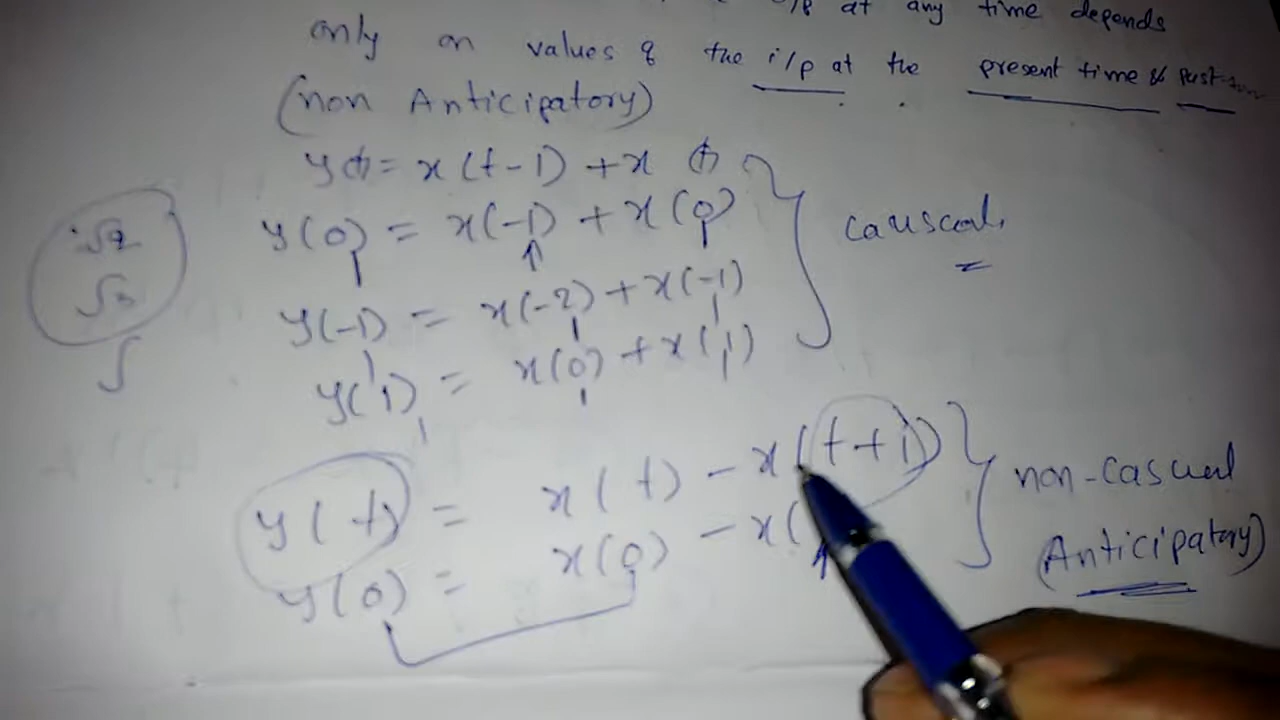 at any time depends
only on values of the i/p at the present time & past
(non Anticipatory)
y(t) = x(t-1) + x(t)
y(0) = x(-1) + x(0)
causal
y(-1) = x(-2) + x(-1)
y(1) = x(0) + x(1)
y(t) = x(t) - x(t+1)
non-casual
y(0) = x(0) - x(
(Anticipatory)